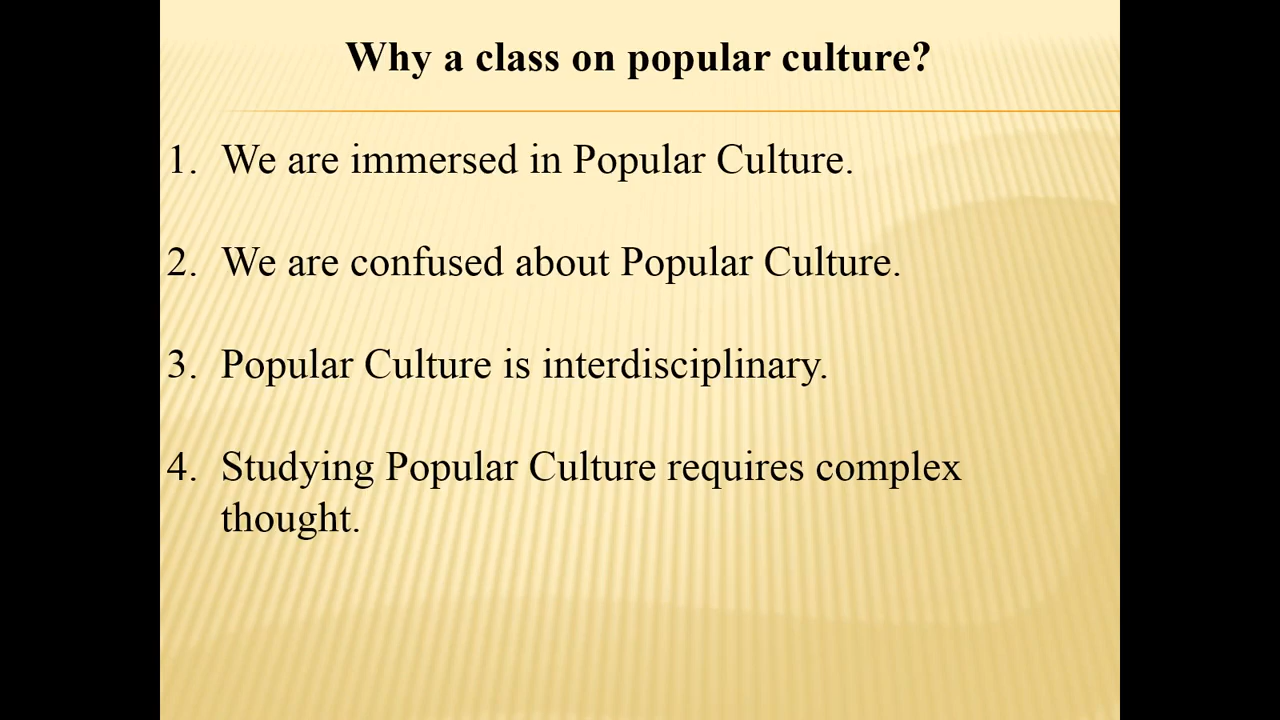 Why a class on popular culture?
1. We are immersed in Popular Culture.
2. We are confused about Popular Culture.
3. Popular Culture is interdisciplinary.
4. Studying Popular Culture requires complex
thought.